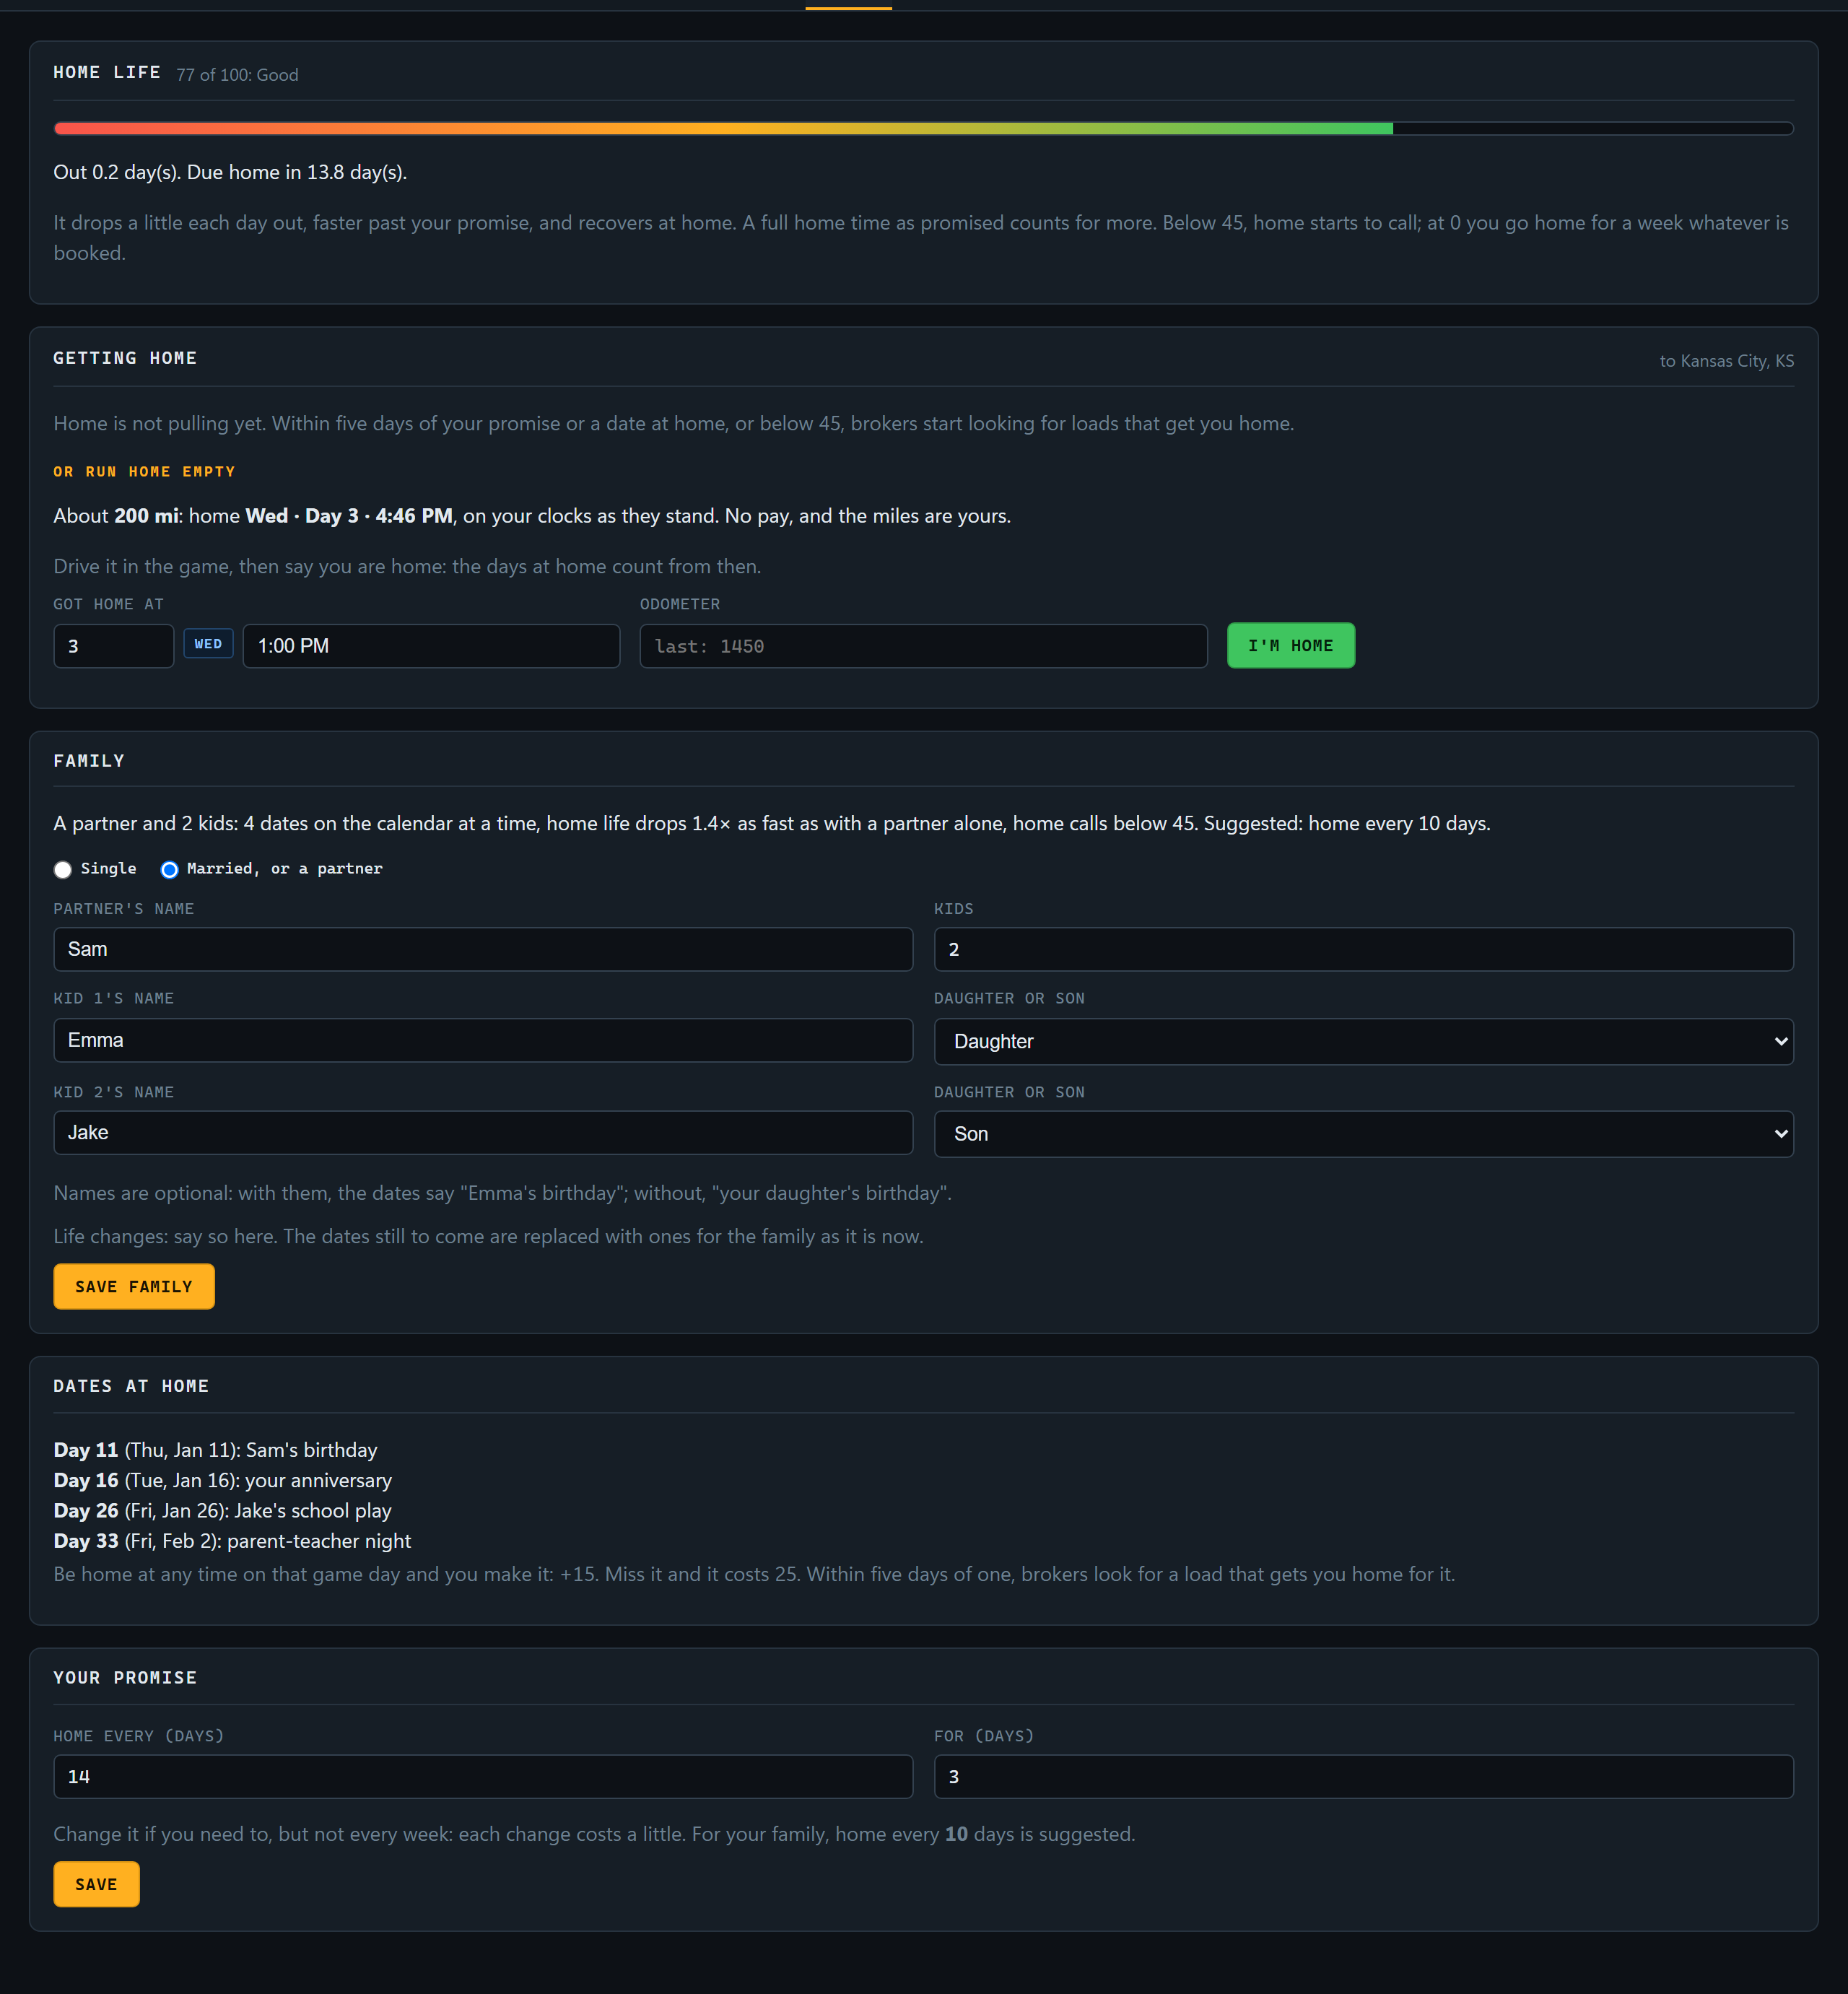 HOME LIFE 77 of 100: Good
Out 0.2 day(s). Due home in 13.8 day(s).
It drops a little each day out, faster past your promise, and recovers at home. A full home time as promised counts for more. Below 45, home starts to call; at 0 you go home for a week whatever is
booked.
GETTING HOME to Kansas City, KS
Home is not pulling yet. Within five days of your promise or a date at home, or below 45, brokers start looking for loads that get you home.
OR RUN HOME EMPTY
About 200 mi: home Wed · Day 3 · 4:46 PM, on your clocks as they stand. No pay, and the miles are yours.
Drive it in the game, then say you are home: the days at home count from then.
GOT HOME AT ODOMETER
3 WED 1:00 PM last: 1450 I'M HOME
FAMILY
A partner and 2 kids: 4 dates on the calendar at a time, home life drops 1.4× as fast as with a partner alone, home calls below 45. Suggested: home every 10 days.
Single Married, or a partner
PARTNER'S NAME KIDS
Sam 2
KID 1'S NAME DAUGHTER OR SON
Emma Daughter
KID 2'S NAME DAUGHTER OR SON
Jake Son
Names are optional: with them, the dates say "Emma's birthday"; without, "your daughter's birthday".
Life changes: say so here. The dates still to come are replaced with ones for the family as it is now.
SAVE FAMILY
DATES AT HOME
Day 11 (Thu, Jan 11): Sam's birthday
Day 16 (Tue, Jan 16): your anniversary
Day 26 (Fri, Jan 26): Jake's school play
Day 33 (Fri, Feb 2): parent-teacher night
Be home at any time on that game day and you make it: +15. Miss it and it costs 25. Within five days of one, brokers look for a load that gets you home for it.
YOUR PROMISE
HOME EVERY (DAYS) FOR (DAYS)
14 3
Change it if you need to, but not every week: each change costs a little. For your family, home every 10 days is suggested.
SAVE